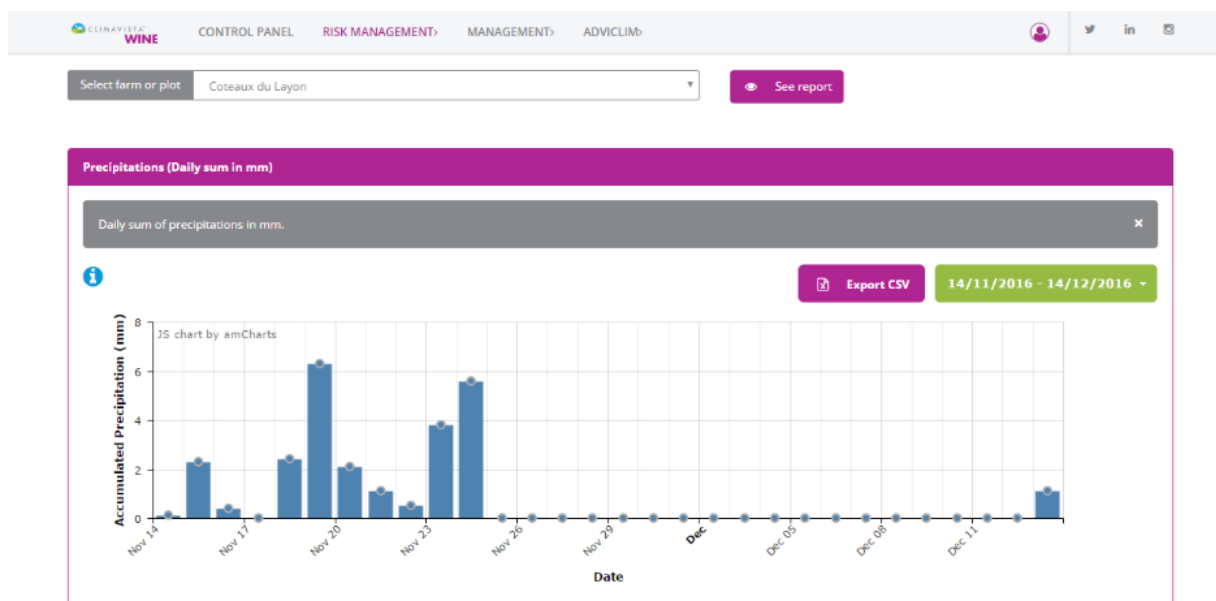 CLIMAVISTA
WINE
CONTROL PANEL RISK MANAGEMENT› MANAGEMENT› ADVICLIM›
Select farm or plot Coteaux du Layon See report
Precipitations (Daily sum in mm)
Daily sum of precipitations in mm. ×
Export CSV 14/11/2016 - 14/12/2016
JS chart by amCharts
Accumulated Precipitation (mm)
8
6
4
2
0
Nov 14 Nov 17 Nov 20 Nov 23 Nov 26 Nov 29 Dec Dec 05 Dec 08 Dec 11
Date